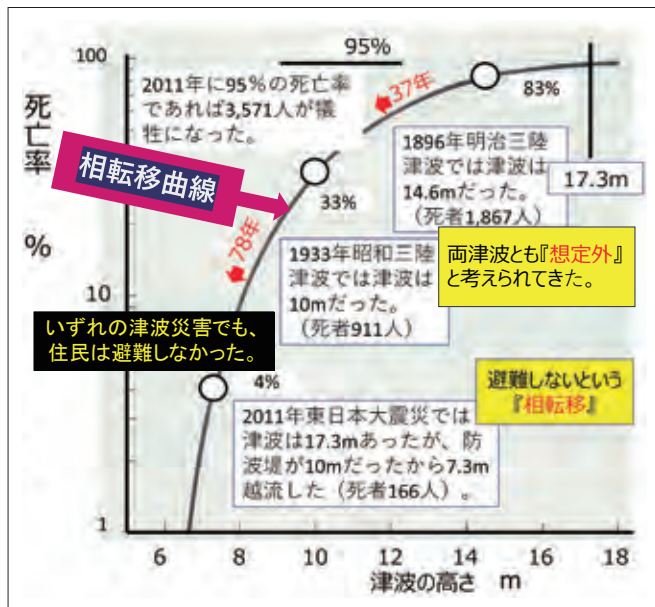 100
95%
2011年に95%の死亡率
であれば3,571人が犠
牲になった。
37年
83%
死亡率
%
相転移曲線
1896年明治三陸
津波では津波は
14.6mだった。
(死者1,867人)
17.3m
33%
78年
1933年昭和三陸
津波では津波は
10mだった。
(死者911人)
両津波とも『想定外』
と考えられてきた。
10
いずれの津波災害でも、
住民は避難しなかった。
4%
避難しないという
『相転移』
2011年東日本大震災では
津波は17.3mあったが、防
波堤が10mだったから7.3m
越流した(死者166人)。
1
6 8 10 12 14 16 18
津波の高さ m